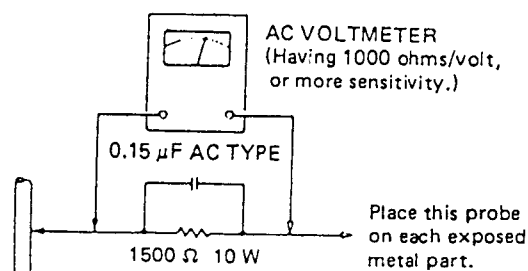 AC VOLTMETER
(Having 1000 ohms/volt,
or more sensitivity.)
0.15 μF AC TYPE
1500 Ω 10 W
Place this probe
on each exposed
metal part.